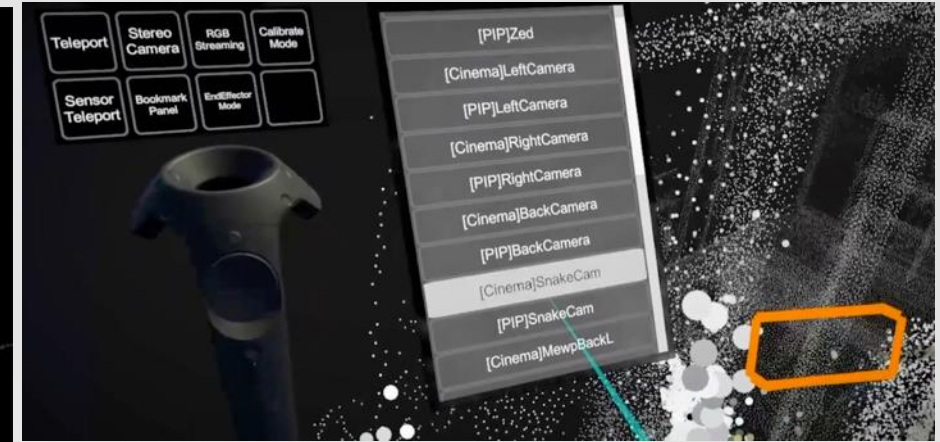 Teleport
Stereo
Camera
RGB
Streaming
Calibrate
Mode
Sensor
Teleport
Bookmark
Panel
EndEffector
Mode
[PIP]Zed
[Cinema]LeftCamera
[PIP]LeftCamera
[Cinema]RightCamera
[PIP]RightCamera
[Cinema]BackCamera
[PIP]BackCamera
[Cinema]SnakeCam
[PIP]SnakeCam
[Cinema]MewpBackL